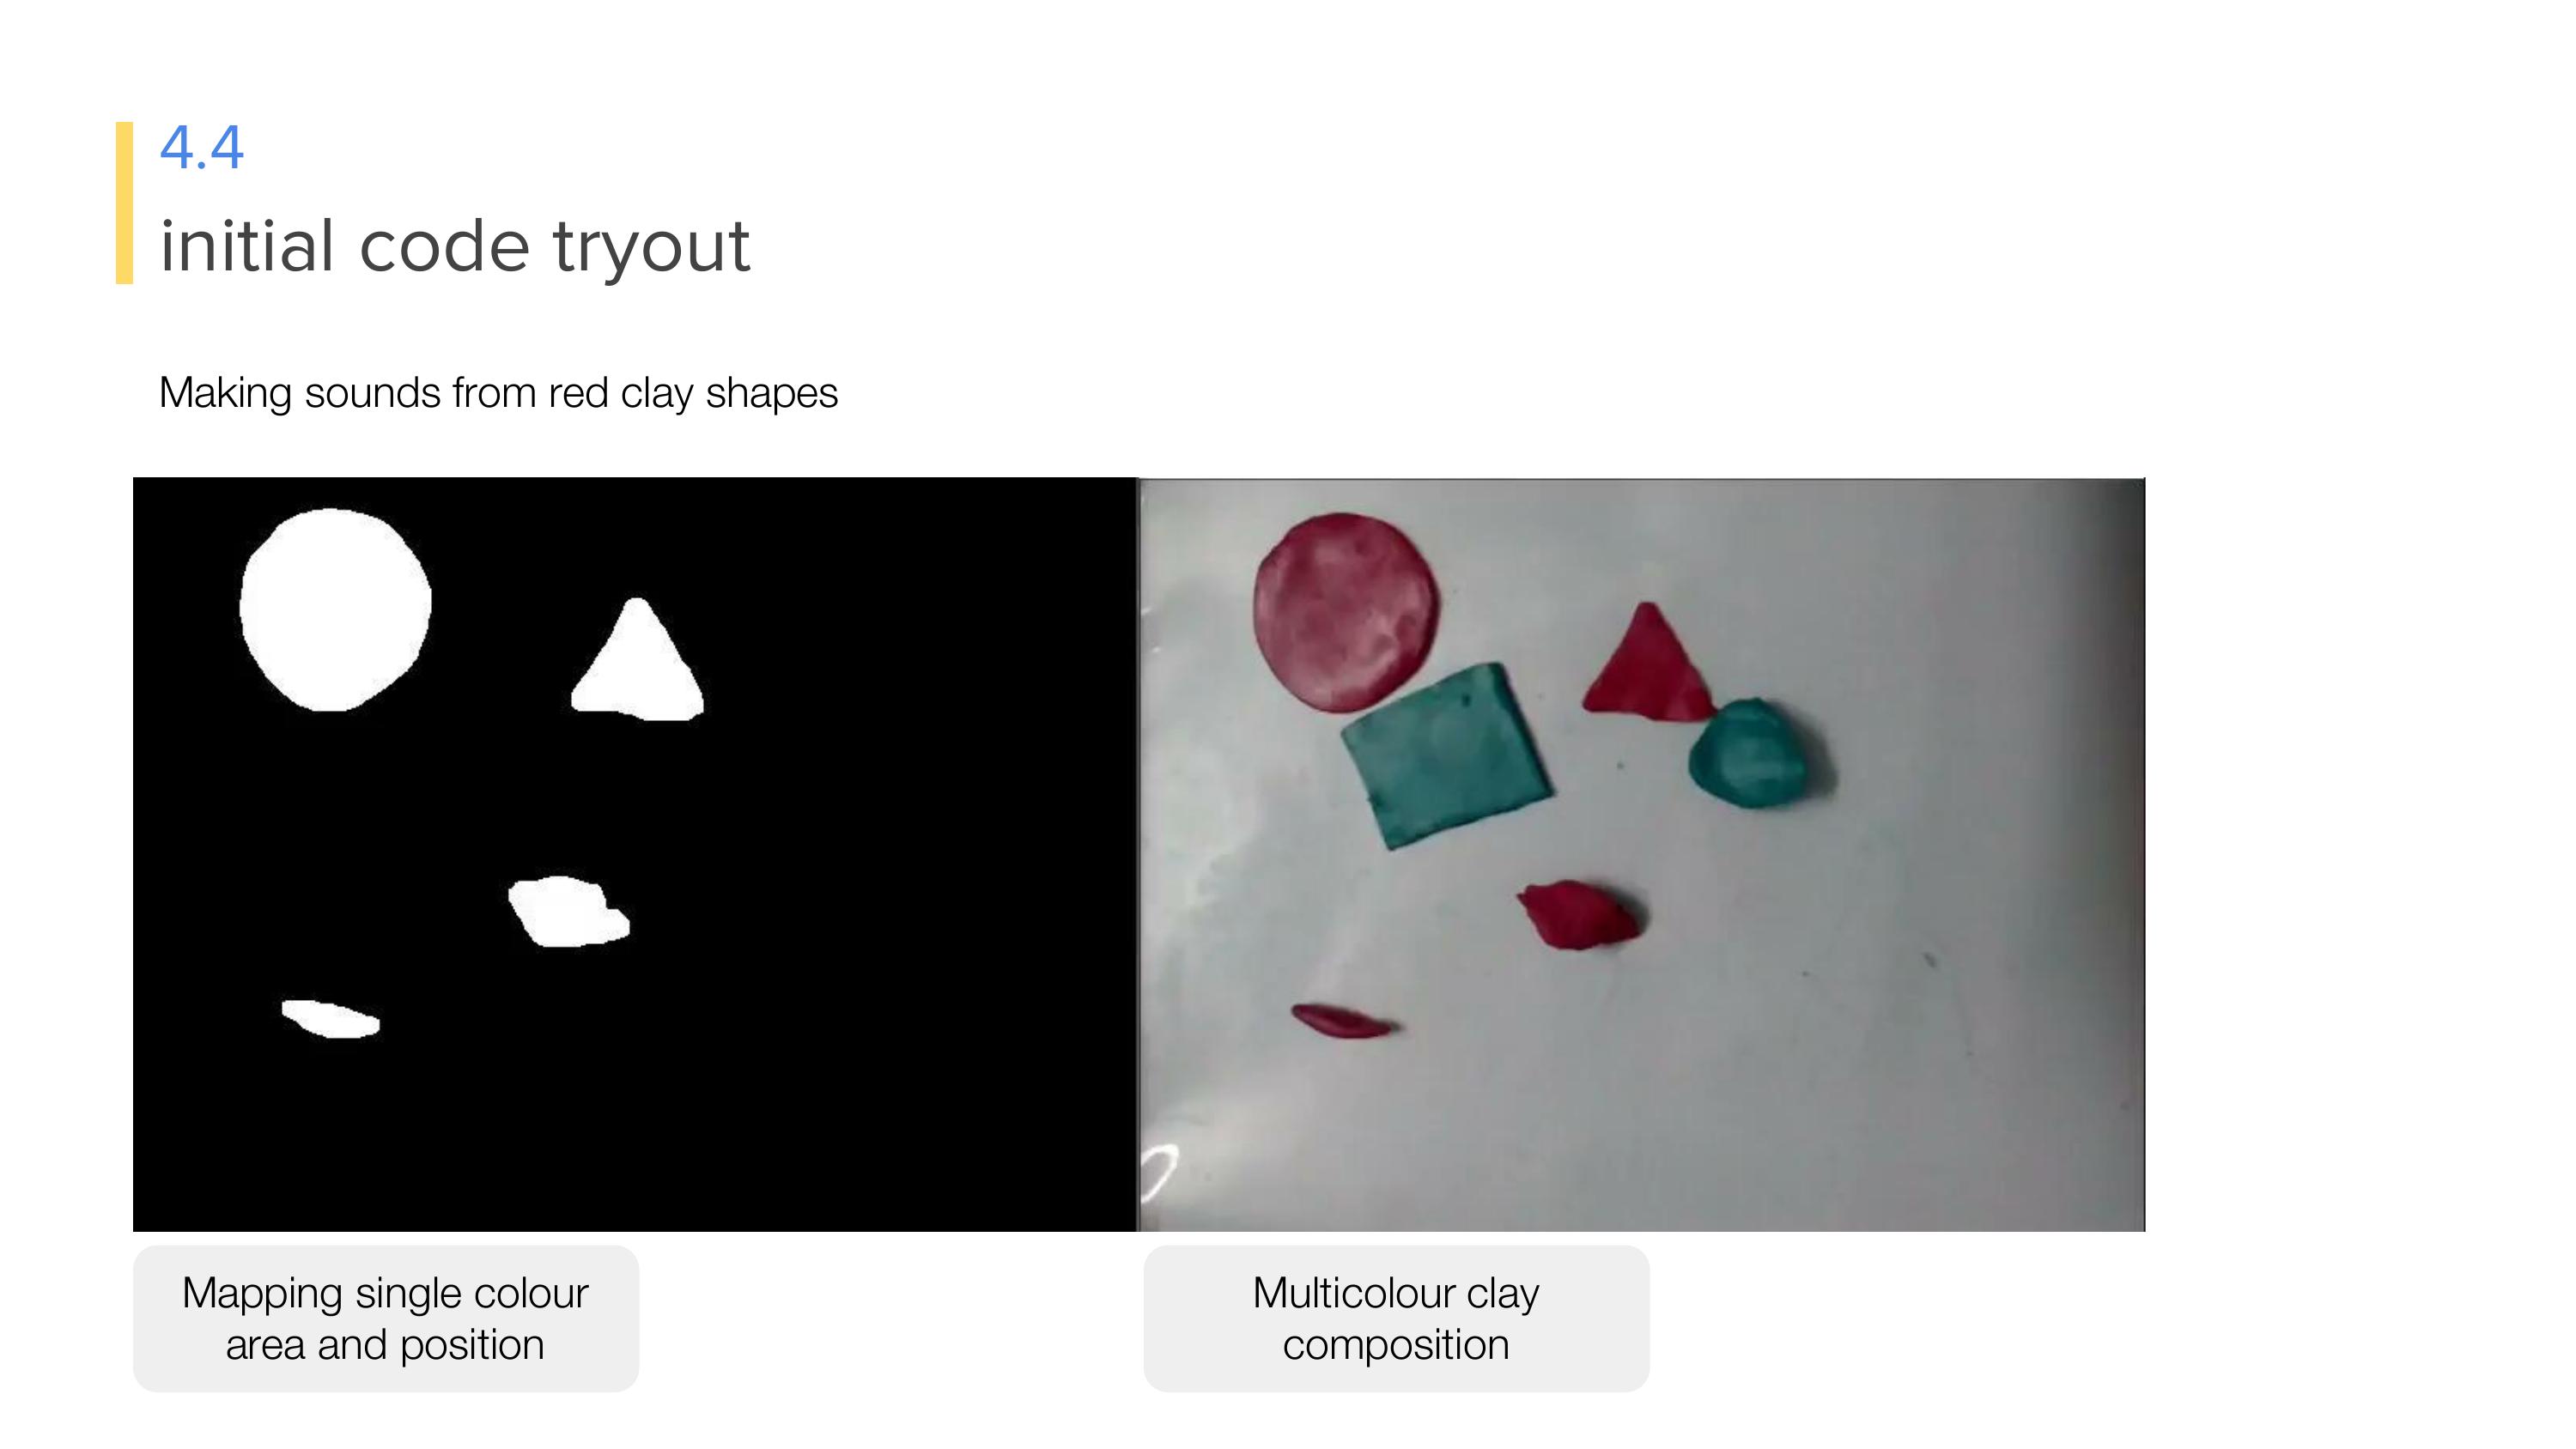 4.4
initial code tryout
Making sounds from red clay shapes
Mapping single colour
area and position
Multicolour clay
composition